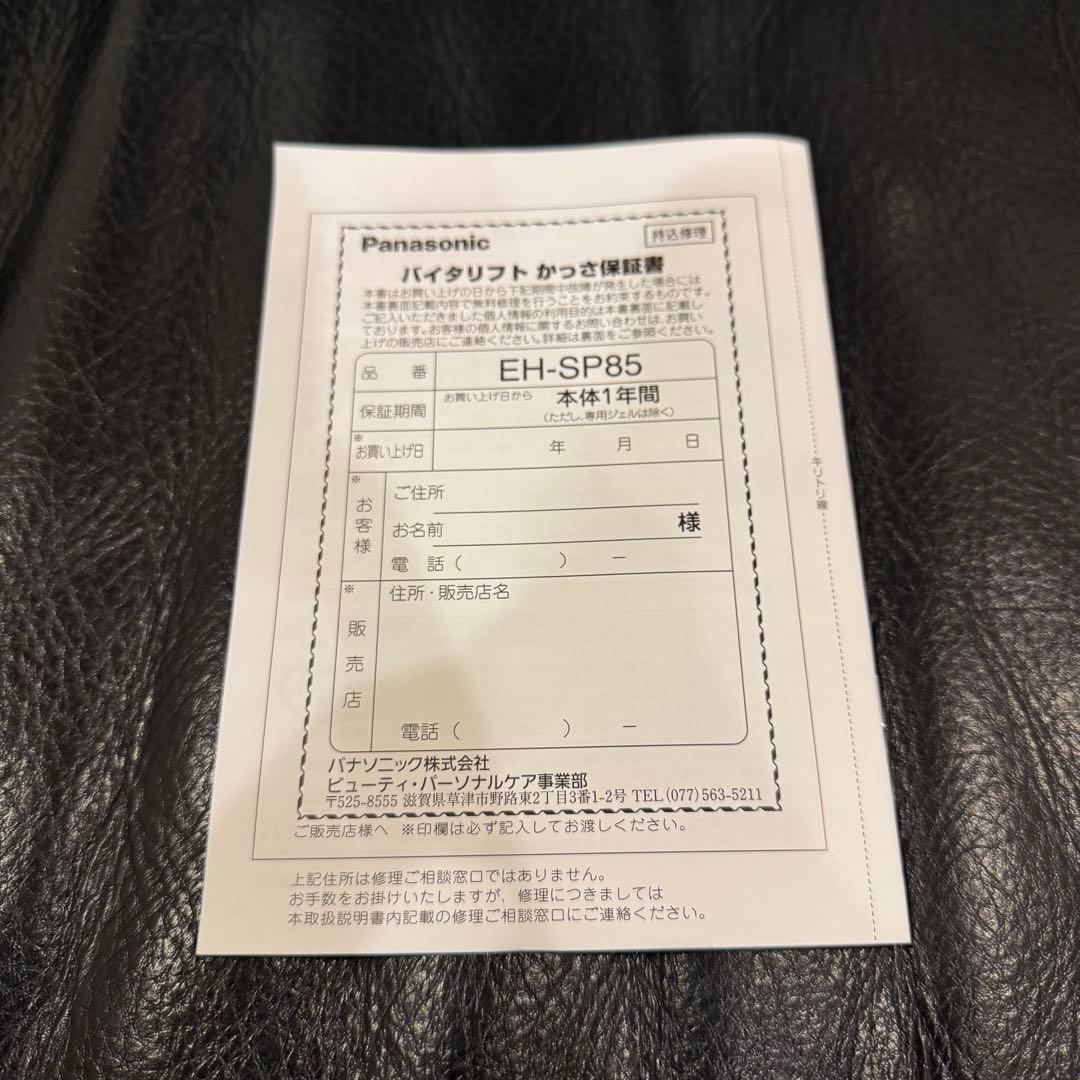 Panasonic
持込修理
バイタリフト かっさ保証書
本書はお買い上げの日から下記期間中故障が発生した場合には
本書裏面記載内容で無料修理を行うことをお約束するものです。
ご記入いただきました個人情報の利用目的は本書裏面に記載し
ております。お客様の個人情報に関するお問い合わせは、お買い
上げの販売店にご連絡ください。詳細は裏面をご参照ください。
品番 EH-SP85
保証期間 お買い上げ日から 本体1年間
(ただし、専用ジェルは除く)
※お買い上げ日 年 月 日
※お客様
ご住所
お名前 様
電話( ) ー
※販売店
住所・販売店名
電話( ) ー
パナソニック株式会社
ビューティ・パーソナルケア事業部
〒525-8555 滋賀県草津市野路東2丁目3番1-2号 TEL (077) 563-5211
ご販売店様へ ※印欄は必ず記入してお渡しください。
上記住所は修理ご相談窓口ではありません。
お手数をお掛けいたしますが、修理につきましては
本取扱説明書内記載の修理ご相談窓口にご連絡ください。
キリトリ線